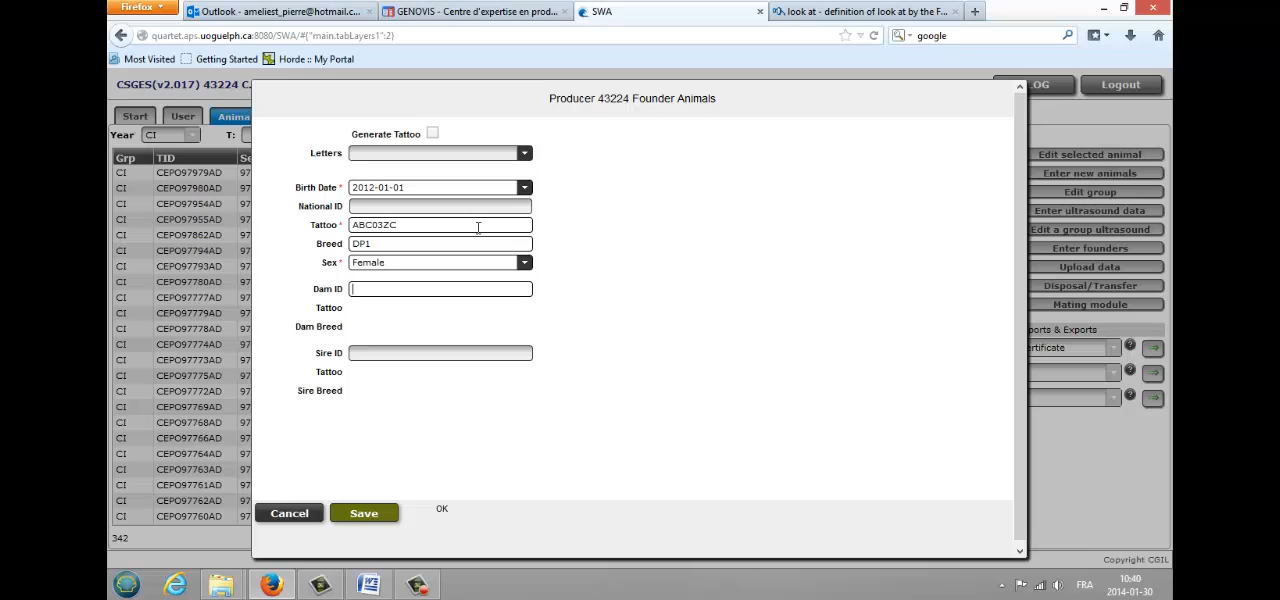 Firefox
Outlook - ameliest_pierre@hotmail.c...
GENOVIS - Centre d'expertise en prod...
SWA
look at - definition of look at by the F...
quartet.aps.uoguelph.ca:8080/SWA/#{"main.tabLayers1":2}
google
Most Visited
Getting Started
Horde :: My Portal
CSGES(v2.017) 43224 C.
OG
Logout
Producer 43224 Founder Animals
Start
User
Anima
Year
CI
T:
Generate Tattoo
Letters
Birth Date * 2012-01-01
National ID
Tattoo * ABC03ZC
Breed DP1
Sex * Female
Dam ID
Tattoo
Dam Breed
Sire ID
Tattoo
Sire Breed
Cancel
Save
OK
Grp TID Se
CI CEPO97979AD 97
CI CEPO97980AD 97
CI CEPO97954AD 97
CI CEPO97955AD 97
CI CEPO97862AD 97
CI CEPO97794AD 97
CI CEPO97793AD 97
CI CEPO97780AD 97
CI CEPO97777AD 97
CI CEPO97779AD 97
CI CEPO97778AD 97
CI CEPO97774AD 97
CI CEPO97773AD 97
CI CEPO97775AD 97
CI CEPO97772AD 97
CI CEPO97769AD 97
CI CEPO97768AD 97
CI CEPO97766AD 97
CI CEPO97764AD 97
CI CEPO97763AD 97
CI CEPO97761AD 97
CI CEPO97762AD 97
CI CEPO97760AD 97
342
Edit selected animal
Enter new animals
Edit group
Enter ultrasound data
Edit a group ultrasound
Enter founders
Upload data
Disposal/Transfer
Mating module
ports & Exports
ertificate
Copyright CGIL
FRA
10:40
2014-01-30